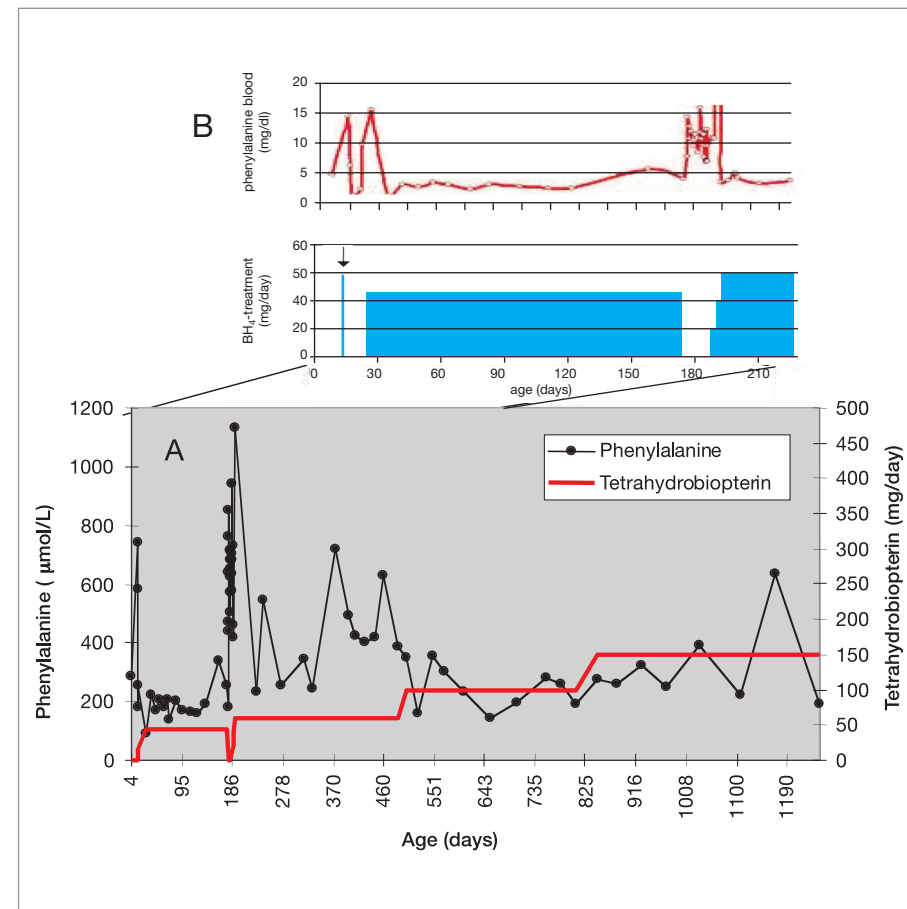 B
phenylalanine blood
(mg/dl)
20
15
10
5
0
BH₄-treatment
(mg/day)
60
50
40
20
0
0 30 60 90 120 150 180 210
age (days)
A
Phenylalanine
Tetrahydrobiopterin
Phenylalanine ( µmol/L)
1200
1000
800
600
400
200
0
Tetrahydrobiopterin (mg/day)
500
450
400
350
300
250
200
150
100
50
0
4 95 186 278 370 460 551 643 735 825 916 1008 1100 1190
Age (days)